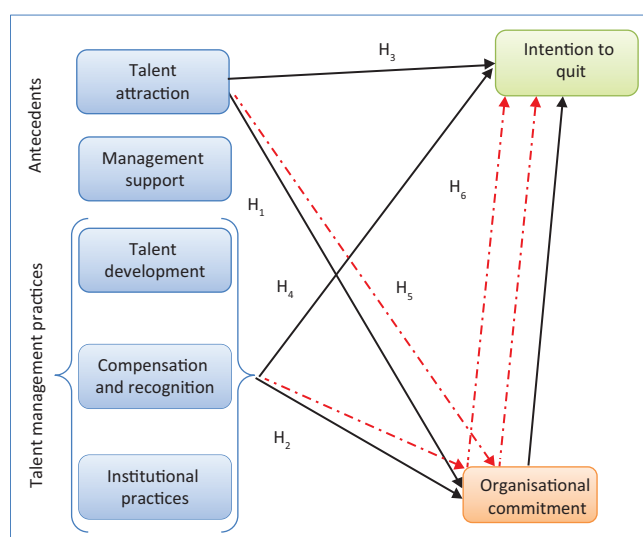 Antecedents
Talent management practices
Talent
attraction
Management
support
Talent
development
Compensation
and recognition
Institutional
practices
H3
H1
H4
H5
H6
H2
Intention to
quit
Organisational
commitment